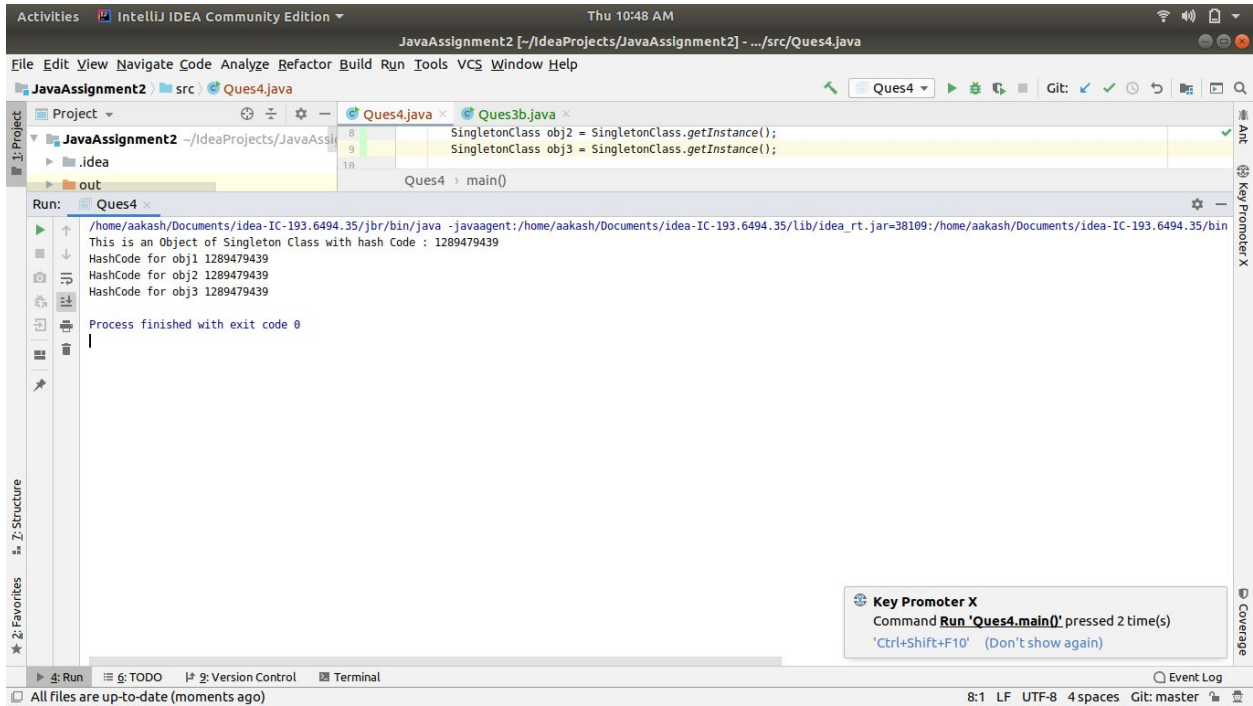 Activities IntelliJ IDEA Community Edition Thu 10:48 AM
JavaAssignment2 [~/IdeaProjects/JavaAssignment2] - .../src/Ques4.java
File Edit View Navigate Code Analyze Refactor Build Run Tools VCS Window Help
JavaAssignment2 src Ques4.java Ques4 Git:
1: Project
Project
Ques4.java Ques3b.java
Ant
JavaAssignment2 ~/IdeaProjects/JavaAssi
.idea
out
8 SingletonClass obj2 = SingletonClass.getInstance();
9 SingletonClass obj3 = SingletonClass.getInstance();
10
Ques4 › main()
Key Promoter X
Run: Ques4
/home/aakash/Documents/idea-IC-193.6494.35/jbr/bin/java -javaagent:/home/aakash/Documents/idea-IC-193.6494.35/lib/idea_rt.jar=38109:/home/aakash/Documents/idea-IC-193.6494.35/bin
This is an Object of Singleton Class with hash Code : 1289479439
HashCode for obj1 1289479439
HashCode for obj2 1289479439
HashCode for obj3 1289479439
Process finished with exit code 0
Z: Structure
2: Favorites
Key Promoter X
Command Run 'Ques4.main()' pressed 2 time(s)
'Ctrl+Shift+F10' (Don't show again)
Coverage
4: Run 6: TODO 9: Version Control Terminal Event Log
All files are up-to-date (moments ago) 8:1 LF UTF-8 4 spaces Git: master